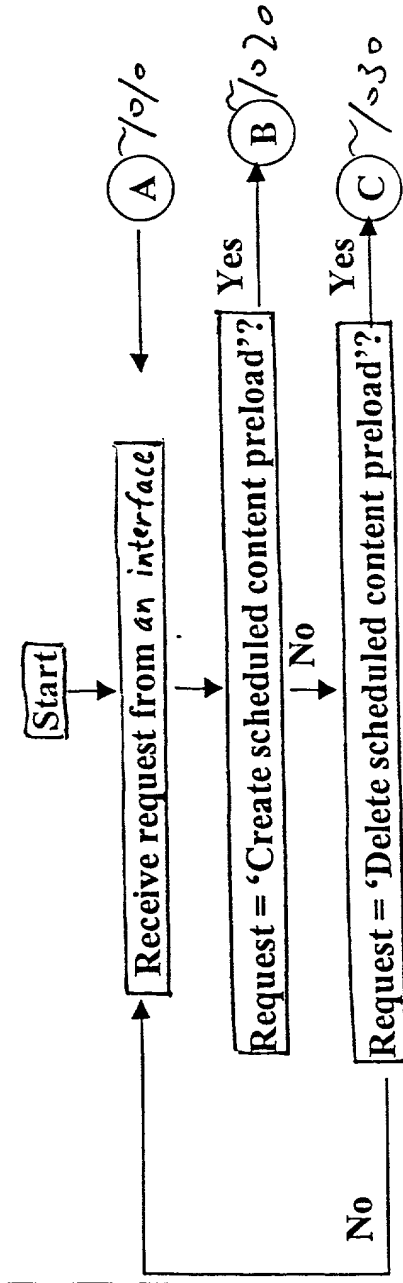 Start
Receive request from an interface
A
1010
Request = ‘Create scheduled content preload’?
Yes
B
1020
No
Request = ‘Delete scheduled content preload’?
Yes
C
1030
No